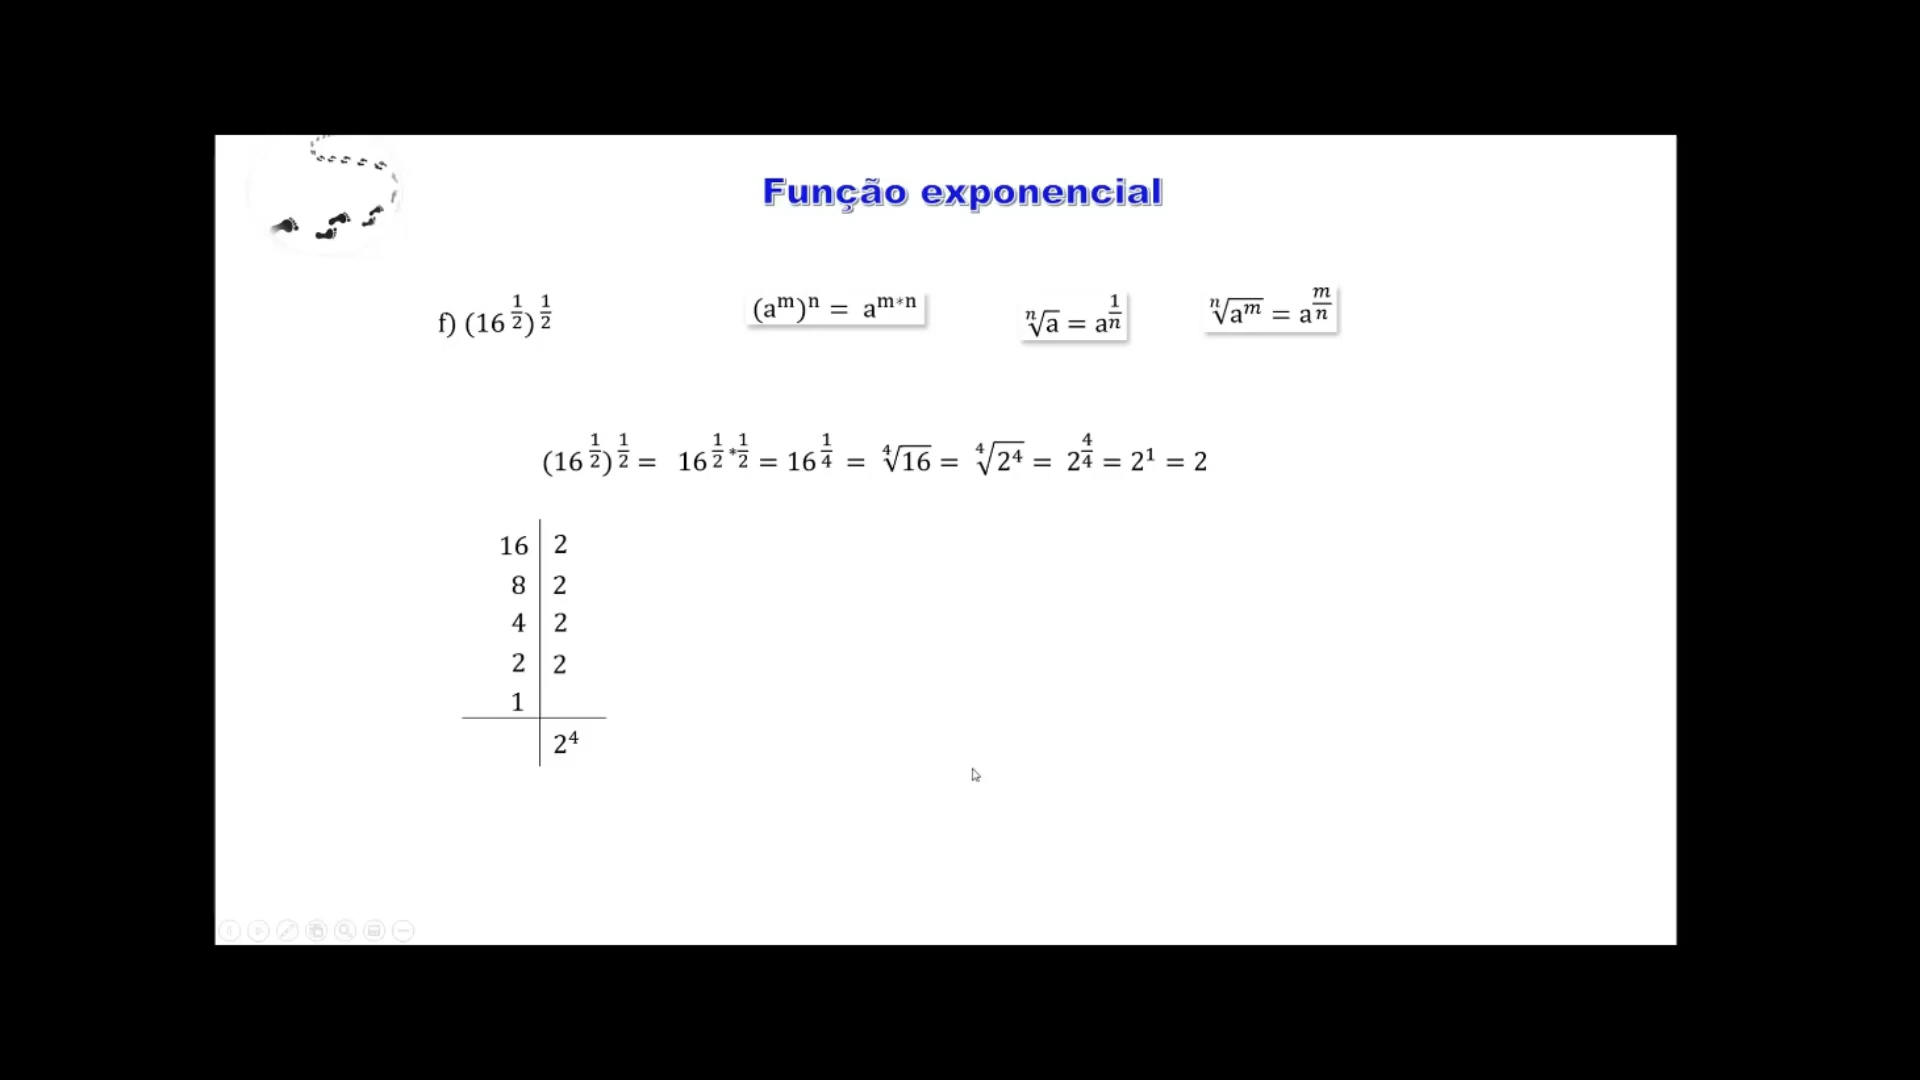 Função exponencial
f) (16^{1/2})^{1/2}
(a^m)^n = a^{m*n}
ⁿ√a = a^{1/n}
ⁿ√a^m = a^{m/n}
(16^{1/2})^{1/2} = 16^{1/2*1/2} = 16^{1/4} = ⁴√16 = ⁴√2⁴ = 2^{4/4} = 2¹ = 2
16 | 2
8 | 2
4 | 2
2 | 2
1 |
2⁴